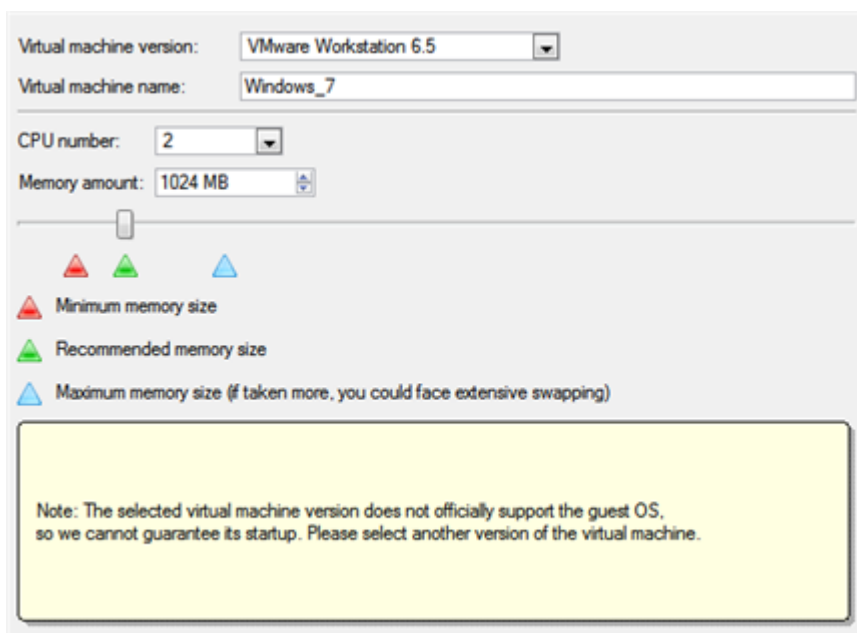 Virtual machine version: VMware Workstation 6.5
Virtual machine name: Windows_7
CPU number: 2
Memory amount: 1024 MB
Minimum memory size
Recommended memory size
Maximum memory size (if taken more, you could face extensive swapping)
Note: The selected virtual machine version does not officially support the guest OS,
so we cannot guarantee its startup. Please select another version of the virtual machine.